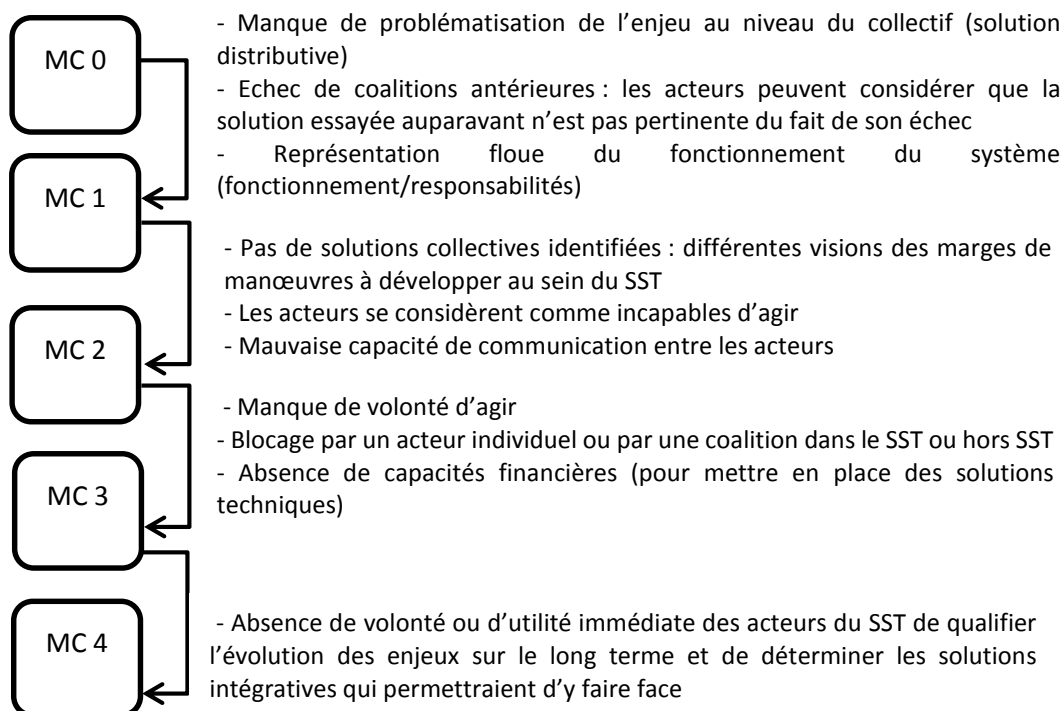 MC 0
- Manque de problématisation de l’enjeu au niveau du collectif (solution
distributive)
- Echec de coalitions antérieures : les acteurs peuvent considérer que la
solution essayée auparavant n’est pas pertinente du fait de son échec
- Représentation floue du fonctionnement du système
(fonctionnement/responsabilités)
MC 1
- Pas de solutions collectives identifiées : différentes visions des marges de
manœuvres à développer au sein du SST
- Les acteurs se considèrent comme incapables d’agir
- Mauvaise capacité de communication entre les acteurs
MC 2
- Manque de volonté d’agir
- Blocage par un acteur individuel ou par une coalition dans le SST ou hors SST
- Absence de capacités financières (pour mettre en place des solutions
techniques)
MC 3
- Absence de volonté ou d’utilité immédiate des acteurs du SST de qualifier
l’évolution des enjeux sur le long terme et de déterminer les solutions
intégratives qui permettraient d’y faire face
MC 4